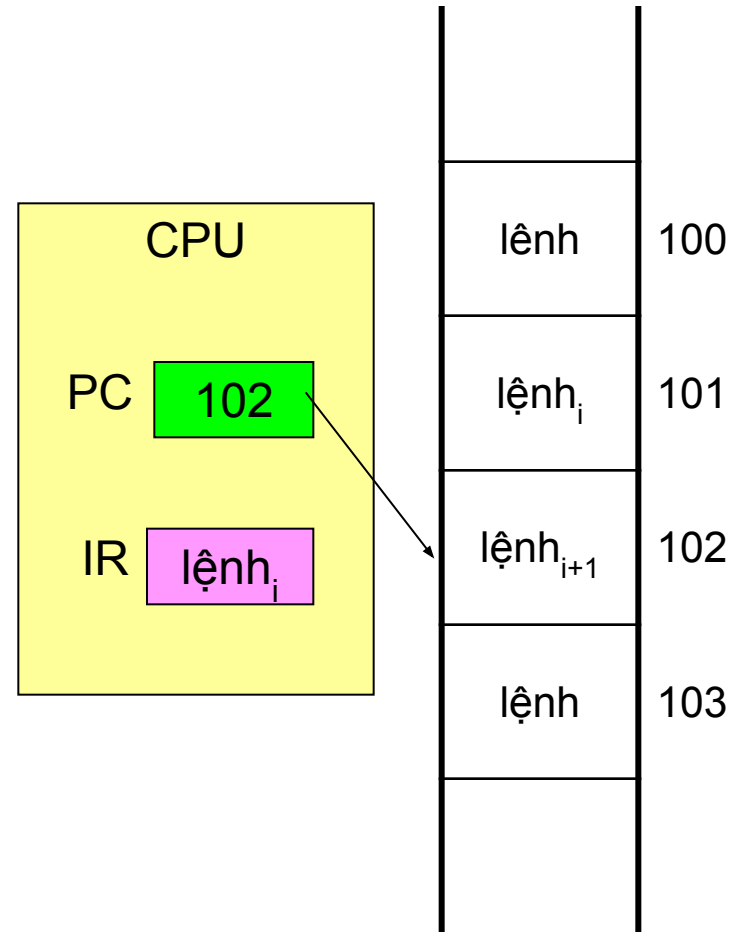 CPU
PC 102
IR lệnhi
lênh 100
lệnhi 101
lệnhi+1 102
lệnh 103